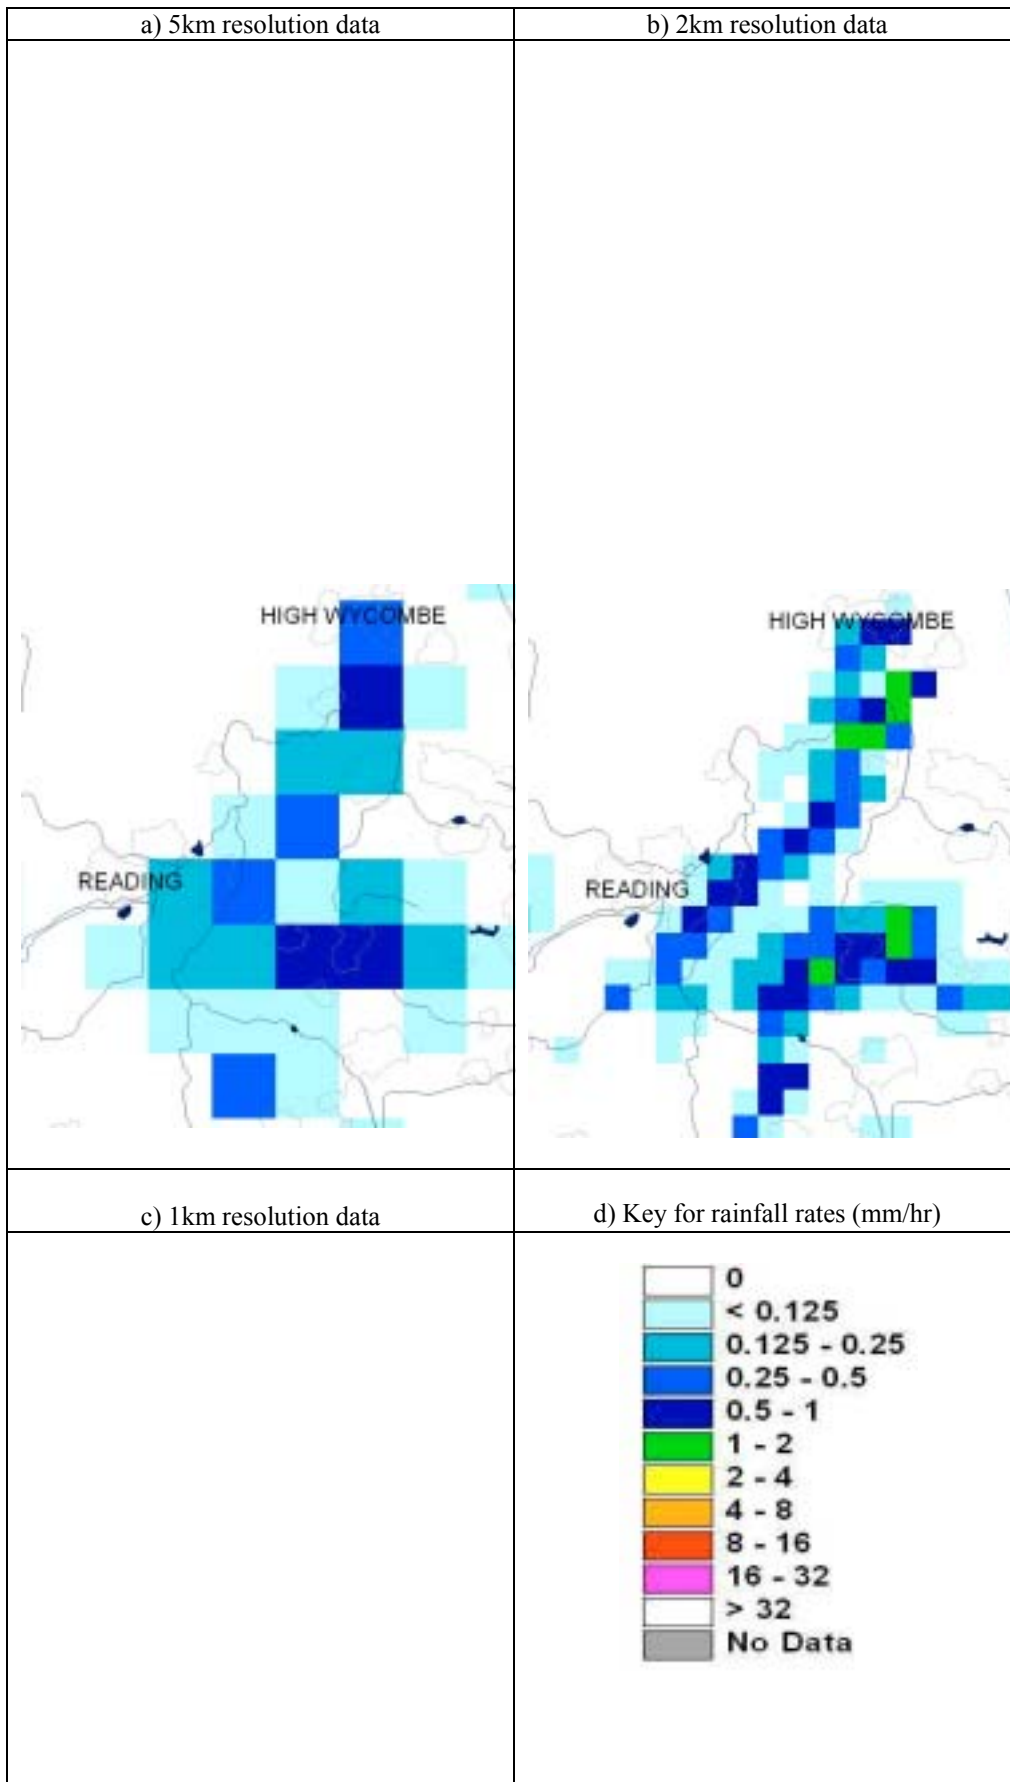 a) 5km resolution data
b) 2km resolution data
HIGH WYCOMBE
READING
HIGH WYCOMBE
READING
c) 1km resolution data
d) Key for rainfall rates (mm/hr)
0
< 0.125
0.125 - 0.25
0.25 - 0.5
0.5 - 1
1 - 2
2 - 4
4 - 8
8 - 16
16 - 32
> 32
No Data